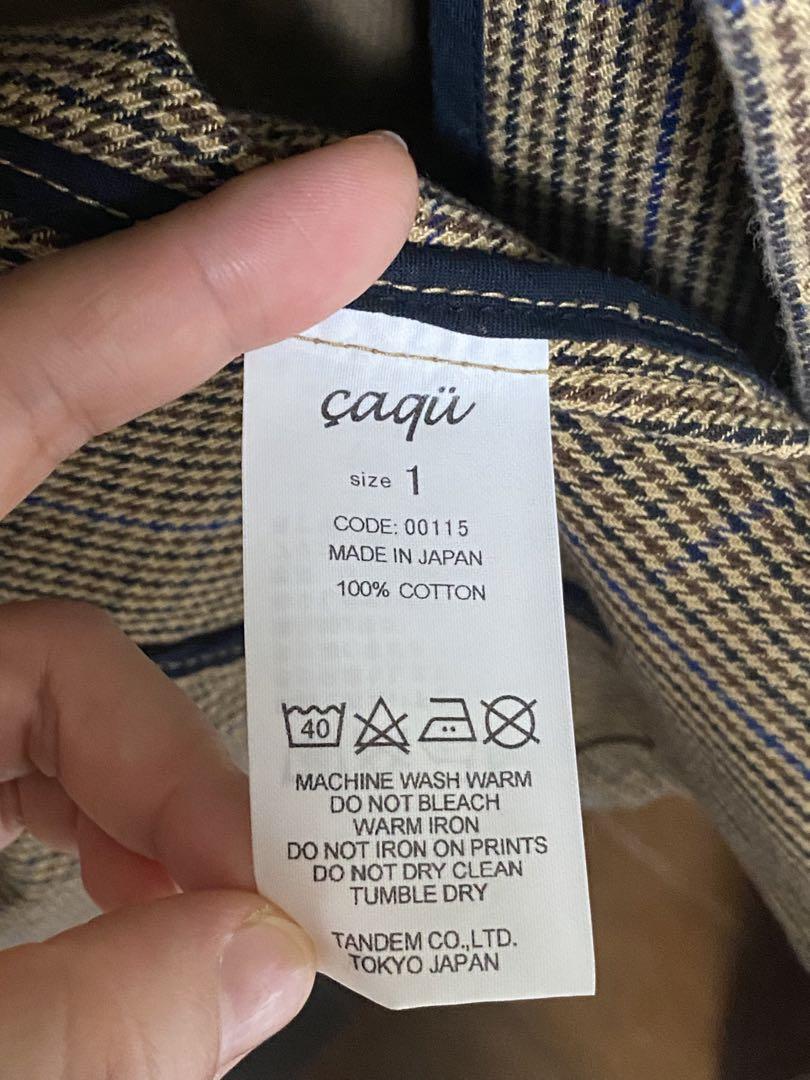 çaqü
size 1
CODE: 00115
MADE IN JAPAN
100% COTTON
40
MACHINE WASH WARM
DO NOT BLEACH
WARM IRON
DO NOT IRON ON PRINTS
DO NOT DRY CLEAN
TUMBLE DRY
TANDEM CO.,LTD.
TOKYO JAPAN